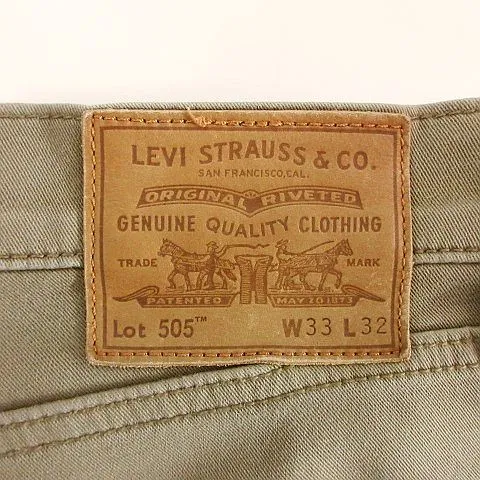 LEVI STRAUSS & CO.
SAN FRANCISCO, CAL.
ORIGINAL RIVETED
GENUINE QUALITY CLOTHING
TRADE MARK
PATENTED MAY 20 1873
Lot 505™ W33 L32